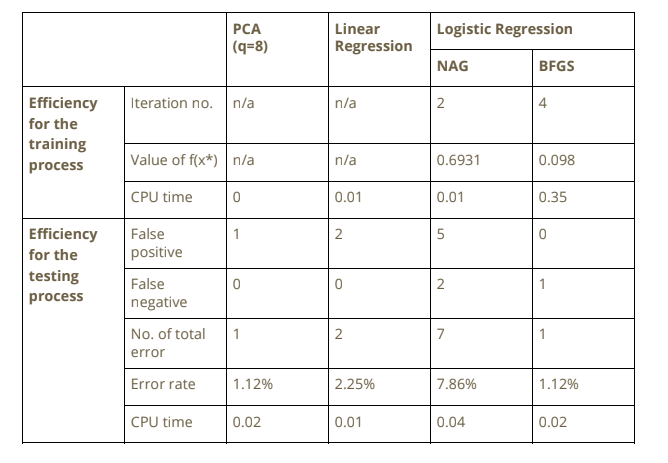 PCA (q=8) Linear Regression Logistic Regression
NAG BFGS
Efficiency for the training process Iteration no. n/a n/a 2 4
Value of f(x*) n/a n/a 0.6931 0.098
CPU time 0 0.01 0.01 0.35
Efficiency for the testing process False positive 1 2 5 0
False negative 0 0 2 1
No. of total error 1 2 7 1
Error rate 1.12% 2.25% 7.86% 1.12%
CPU time 0.02 0.01 0.04 0.02